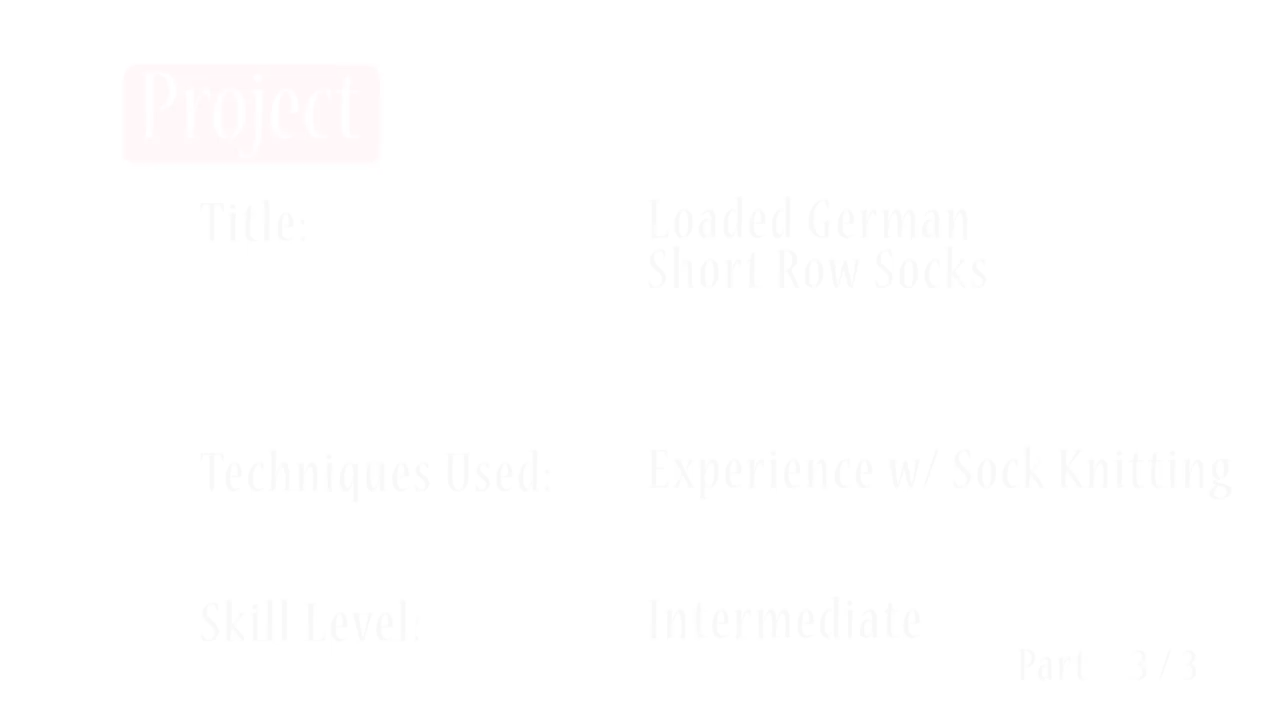 Project
Title:
Loaded German
Short Row Socks
Techniques Used:
Experience w/ Sock Knitting
Skill Level:
Intermediate
Part 3 / 3